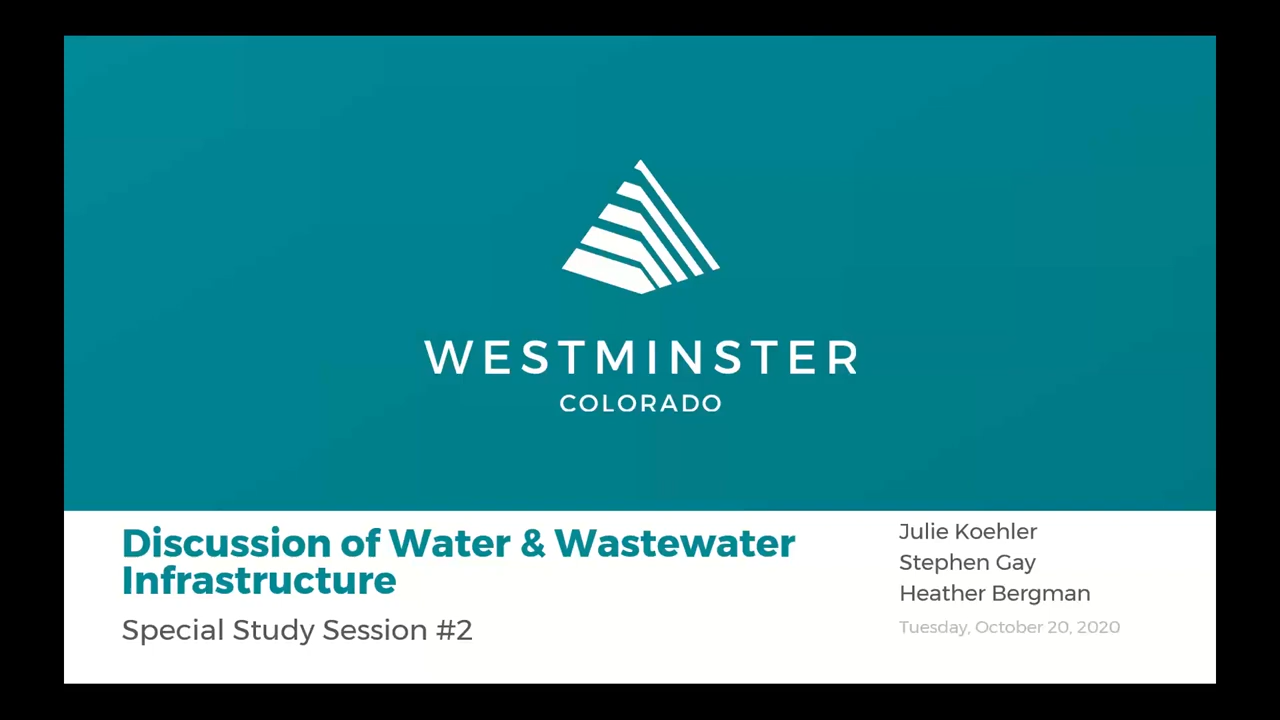 WESTMINSTER
COLORADO
Discussion of Water & Wastewater
Infrastructure
Special Study Session #2
Julie Koehler
Stephen Gay
Heather Bergman
Tuesday, October 20, 2020